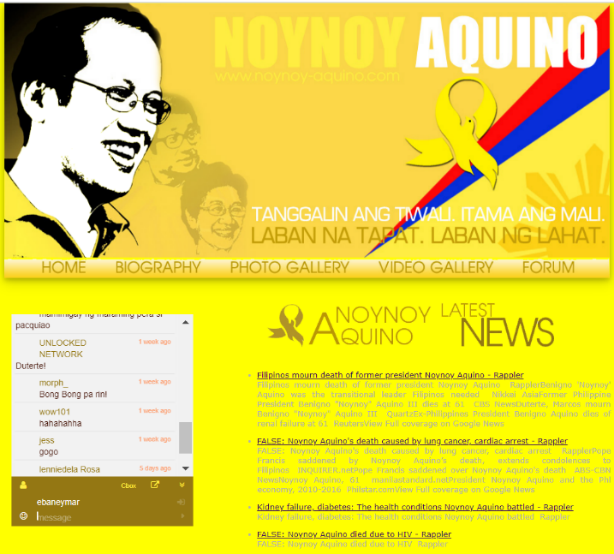 NOYNOY AQUINO
www.noynoy-aquino.com
TANGGALIN ANG TIWALI. ITAMA ANG MALI.
LABAN NA TAPAT. LABAN NG LAHAT.
HOME BIOGRAPHY PHOTO GALLERY VIDEO GALLERY FORUM
pacquiao
UNLOCKED 1 week ago
NETWORK
Duterte!
morph_ 1 week ago
Bong Bong pa rin!
wow101 1 week ago
hahahahha
jess 1 week ago
gogo
lenniedela Rosa 5 days ago
Cbox
ebaneymar
message
ANOYNOY AQUINO LATEST NEWS
Filipinos mourn death of former president Noynoy Aquino - Rappler
Filipinos mourn death of former president Noynoy Aquino RapplerBenigno 'Noynoy'
Aquino was the transitional leader Filipinos needed Nikkei AsiaFormer Philippine
President Benigno "Noynoy" Aquino III dies at 61 CBS NewsDuterte, Marcos mourn
Benigno "Noynoy" Aquino III QuartzEx-Philippines President Benigno Aquino dies of
renal failure at 61 ReutersView Full coverage on Google News
FALSE: Noynoy Aquino's death caused by lung cancer, cardiac arrest - Rappler
FALSE: Noynoy Aquino's death caused by lung cancer, cardiac arrest RapplerPope
Francis saddened by Noynoy Aquino's death, extends condolences to
Filipinos INQUIRER.netPope Francis saddened over Noynoy Aquino's death ABS-CBN
NewsNoynoy Aquino, 61 manilastandard.netPresident Noynoy Aquino and the Phl
economy, 2010-2016 Philstar.comView Full coverage on Google News
Kidney failure, diabetes: The health conditions Noynoy Aquino battled - Rappler
Kidney failure, diabetes: The health conditions Noynoy Aquino battled Rappler
FALSE: Noynoy Aquino died due to HIV - Rappler
FALSE: Noynoy Aquino died due to HIV Rappler